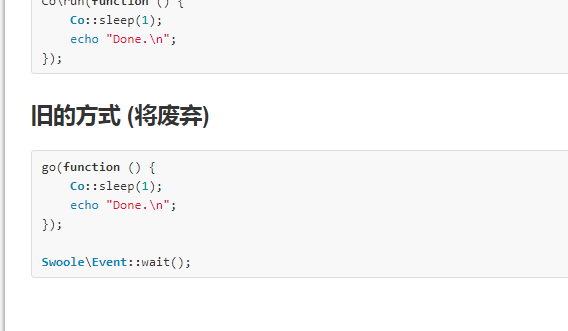 Co\run(function () {
    Co::sleep(1);
    echo "Done.\n";
});
旧的方式 (将废弃)
go(function () {
    Co::sleep(1);
    echo "Done.\n";
});
Swoole\Event::wait();